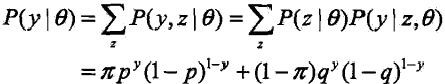 P(y | θ) = ∑_z P(y, z | θ) = ∑_z P(z | θ)P(y | z, θ)
= πp^y(1 − p)^{1−y} + (1 − π)q^y(1 − q)^{1−y}